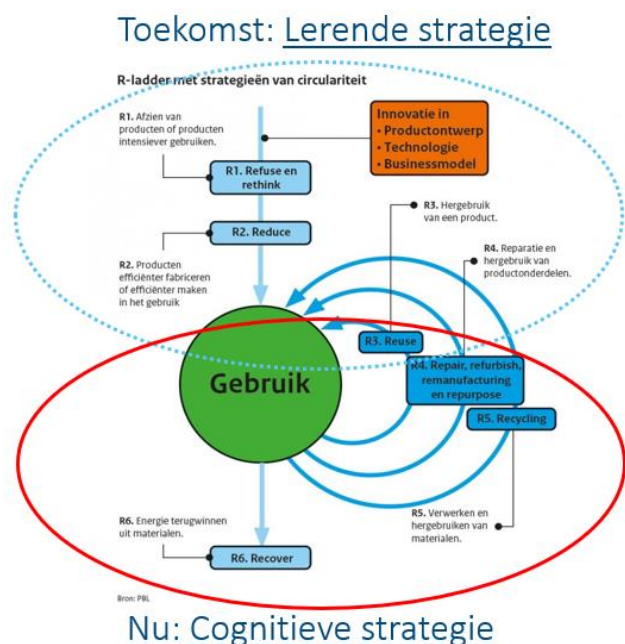 Toekomst: Lerende strategie
R-ladder met strategieën van circulariteit
R1. Afzien van
producten of producten
intensiever gebruiken.
Innovatie in
• Productontwerp
• Technologie
• Businessmodel
R1. Refuse en
rethink
R3. Hergebruik
van een product.
R2. Reduce
R4. Reparatie en
hergebruik van
productonderdelen.
R2. Producten
efficiënter fabriceren
of efficiënter maken
in het gebruik
R3. Reuse
Gebruik
R4. Repair, refurbish,
remanufacturing
en repurpose
R5. Recycling
R6. Energie terugwinnen
uit materialen.
R5. Verwerken en
hergebruiken van
materialen.
R6. Recover
Bron: PBL
Nu: Cognitieve strategie